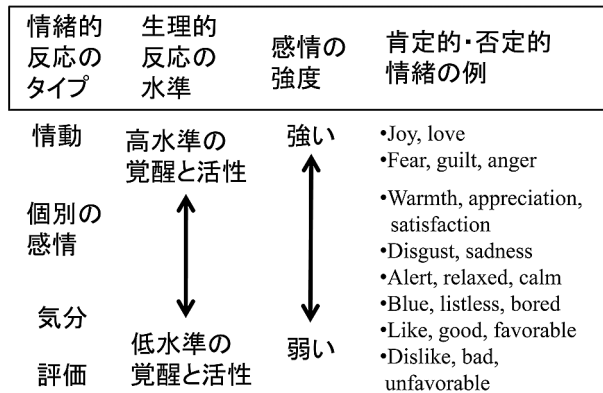 情緒的
反応の
タイプ
生理的
反応の
水準
感情の
強度
肯定的・否定的
情緒の例
情動
高水準の
覚醒と活性
強い
•Joy, love
•Fear, guilt, anger
個別の
感情
•Warmth, appreciation,
satisfaction
•Disgust, sadness
気分
•Alert, relaxed, calm
•Blue, listless, bored
評価
低水準の
覚醒と活性
弱い
•Like, good, favorable
•Dislike, bad,
unfavorable